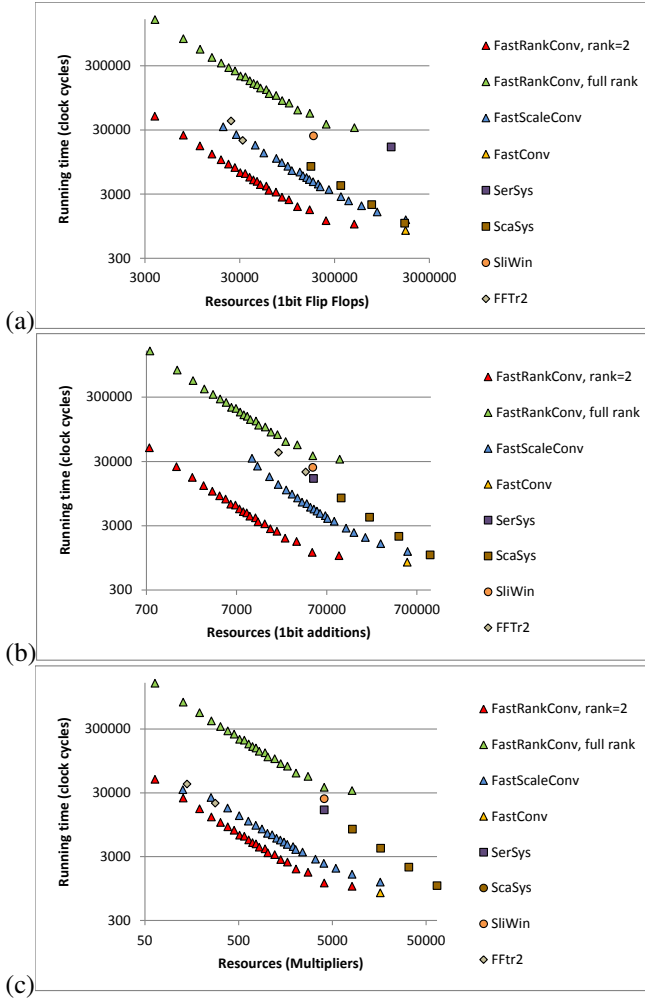 300000
30000
3000
300
3000
30000
300000
3000000
Running time (clock cycles)
Resources (1bit Flip Flops)
FastRankConv, rank=2
FastRankConv, full rank
FastScaleConv
FastConv
SerSys
ScaSys
SliWin
FFTr2
(a)
300000
30000
3000
300
700
7000
70000
700000
Running time (clock cycles)
Resources (1bit additions)
FastRankConv, rank=2
FastRankConv, full rank
FastScaleConv
FastConv
SerSys
ScaSys
SliWin
FFTr2
(b)
300000
30000
3000
300
50
500
5000
50000
Running time (clock cycles)
Resources (Multipliers)
FastRankConv, rank=2
FastRankConv, full rank
FastScaleConv
FastConv
SerSys
ScaSys
SliWin
FFtr2
(c)